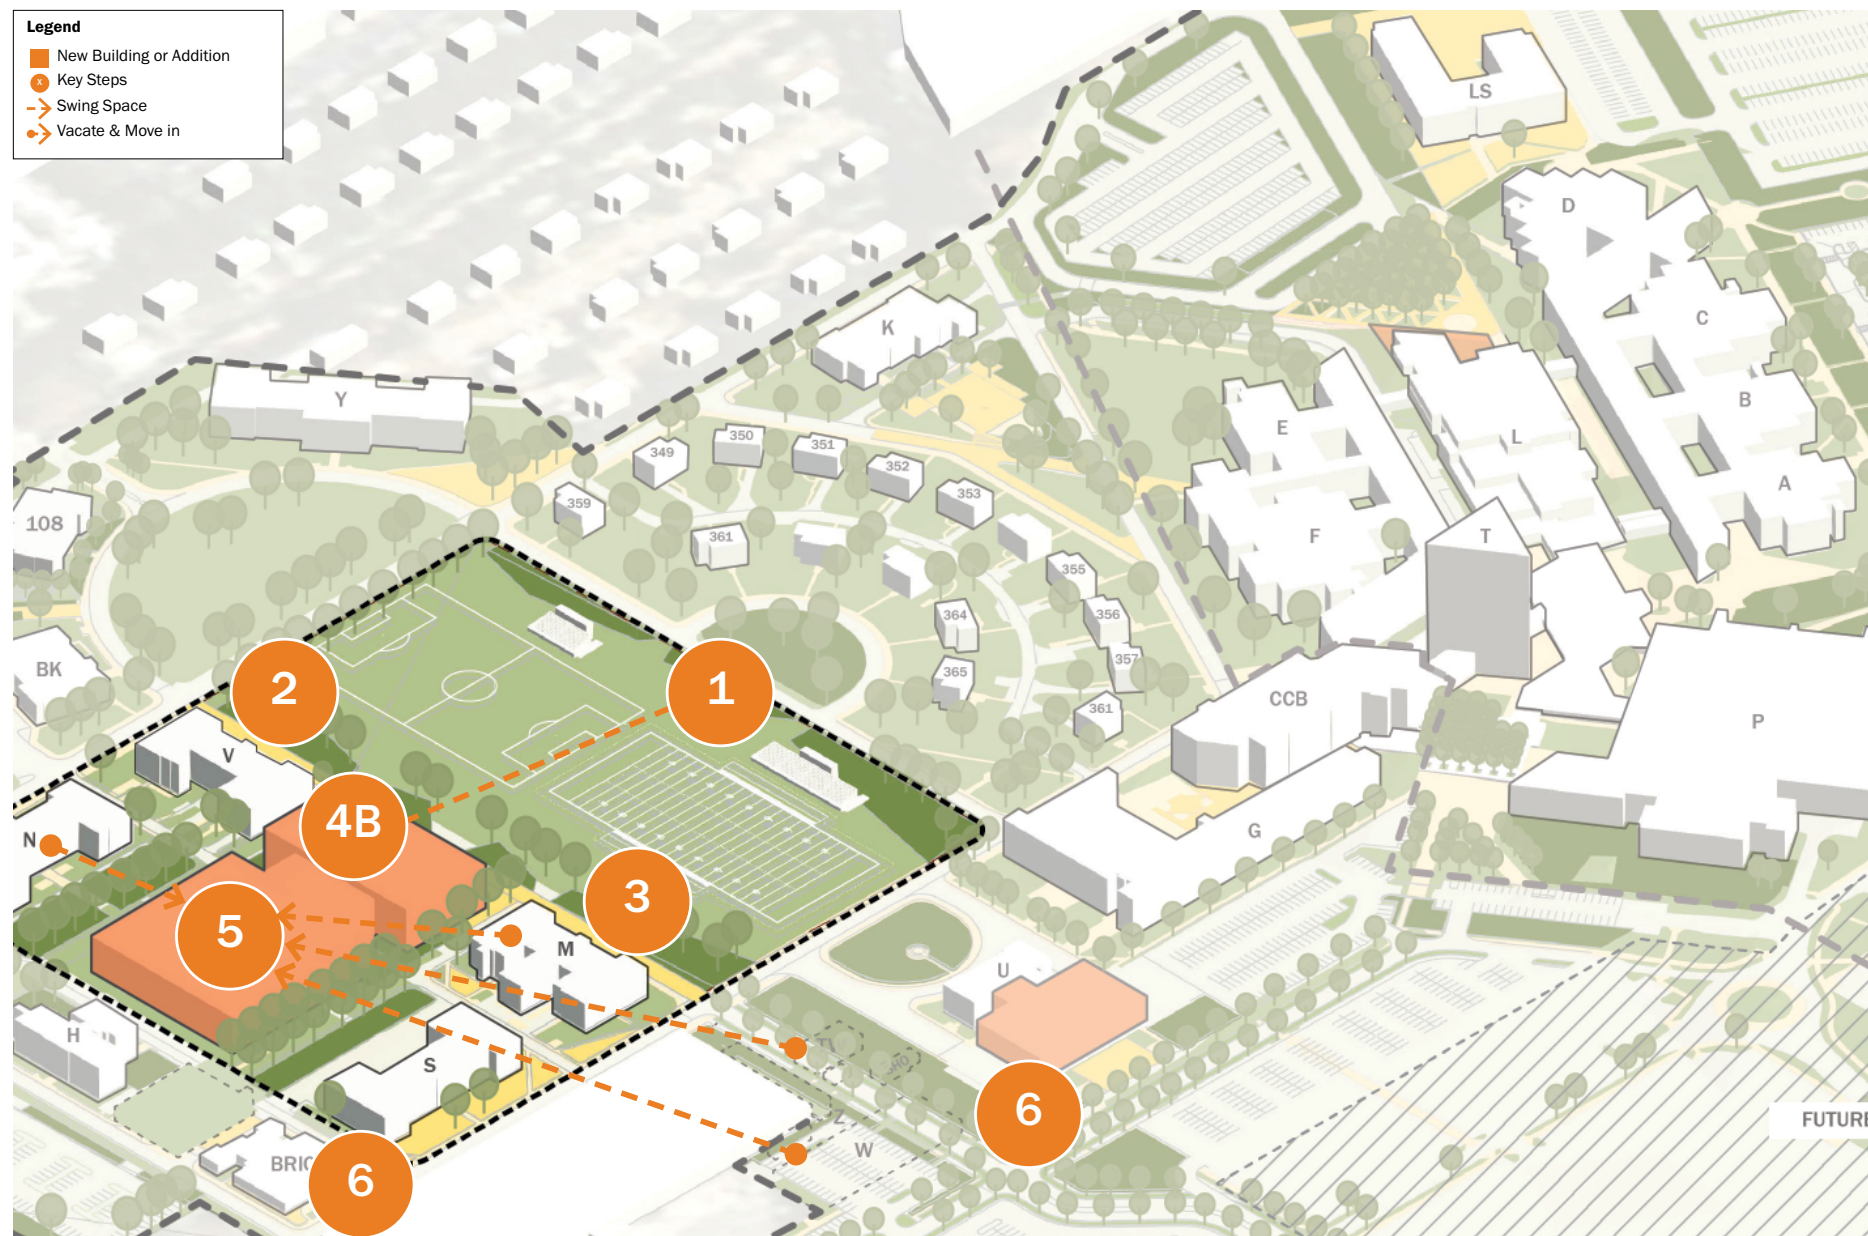 Legend
New Building or Addition
x Key Steps
Swing Space
Vacate & Move in
LS
D
K
C
Y
B
E
L
350
351
349
352
A
353
359
108
361
T
F
355
364
356
357
BK
365
2
1
CCB
361
P
V
4B
G
N
3
5
M
U
H
S
6
Z
FUTURE
W
BRIC
6